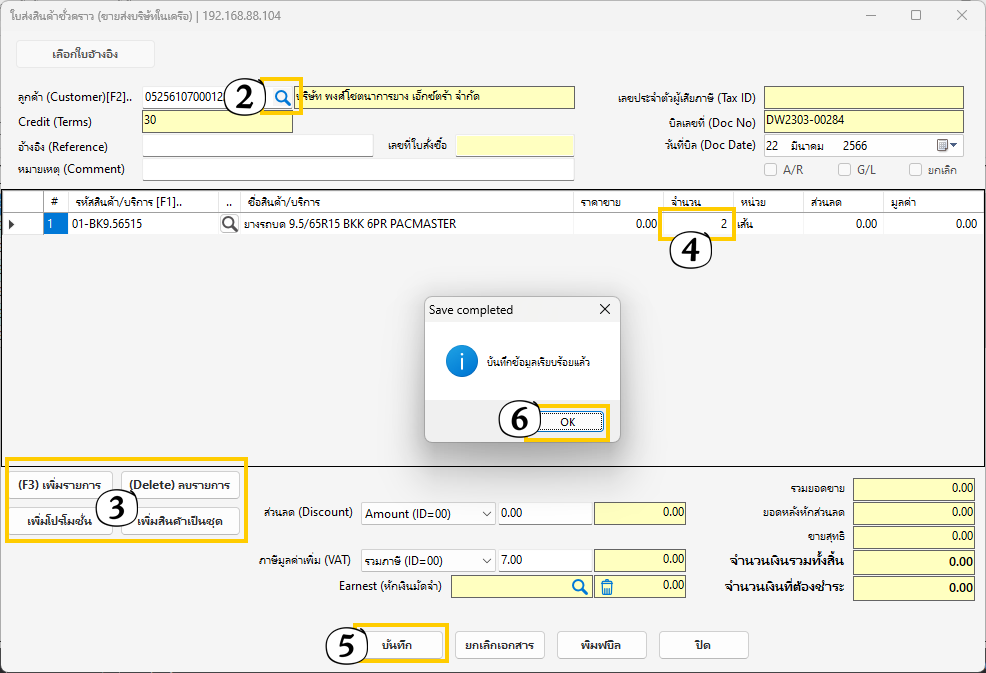 ใบส่งสินค้าชั่วคราว (ขายส่งบริษัทในเครือ) | 192.168.88.104
เลือกใบอ้างอิง
ลูกค้า (Customer)[F2].. 0525610700012 2 บริษัท พงศ์โชตนาการยาง เอ็กซ์ตร้า จำกัด เลขประจำตัวผู้เสียภาษี (Tax ID)
Credit (Terms) 30 บิลเลขที่ (Doc No) DW2303-00284
อ้างอิง (Reference) เลขที่ใบสั่งซื้อ วันที่บิล (Doc Date) 22 มีนาคม 2566
หมายเหตุ (Comment) A/R G/L ยกเลิก
# รหัสสินค้า/บริการ [F1].. .. ชื่อสินค้า/บริการ ราคาขาย จำนวน หน่วย ส่วนลด มูลค่า
1 01-BK9.56515 ยางรถบด 9.5/65R15 BKK 6PR PACMASTER 0.00 2 เส้น 0.00 0.00
4
Save completed
บันทึกข้อมูลเรียบร้อยแล้ว
6 OK
(F3) เพิ่มรายการ (Delete) ลบรายการ
3
เพิ่มโปรโมชั่น เพิ่มสินค้าเป็นชุด
รวมยอดขาย 0.00
ส่วนลด (Discount) Amount (ID=00) 0.00 0.00 ยอดหลังหักส่วนลด 0.00
ขายสุทธิ 0.00
ภาษีมูลค่าเพิ่ม (VAT) รวมภาษี (ID=00) 7.00 0.00 จำนวนเงินรวมทั้งสิ้น 0.00
Earnest (หักเงินมัดจำ) 0.00 จำนวนเงินที่ต้องชำระ 0.00
5 บันทึก ยกเลิกเอกสาร พิมพ์บิล ปิด